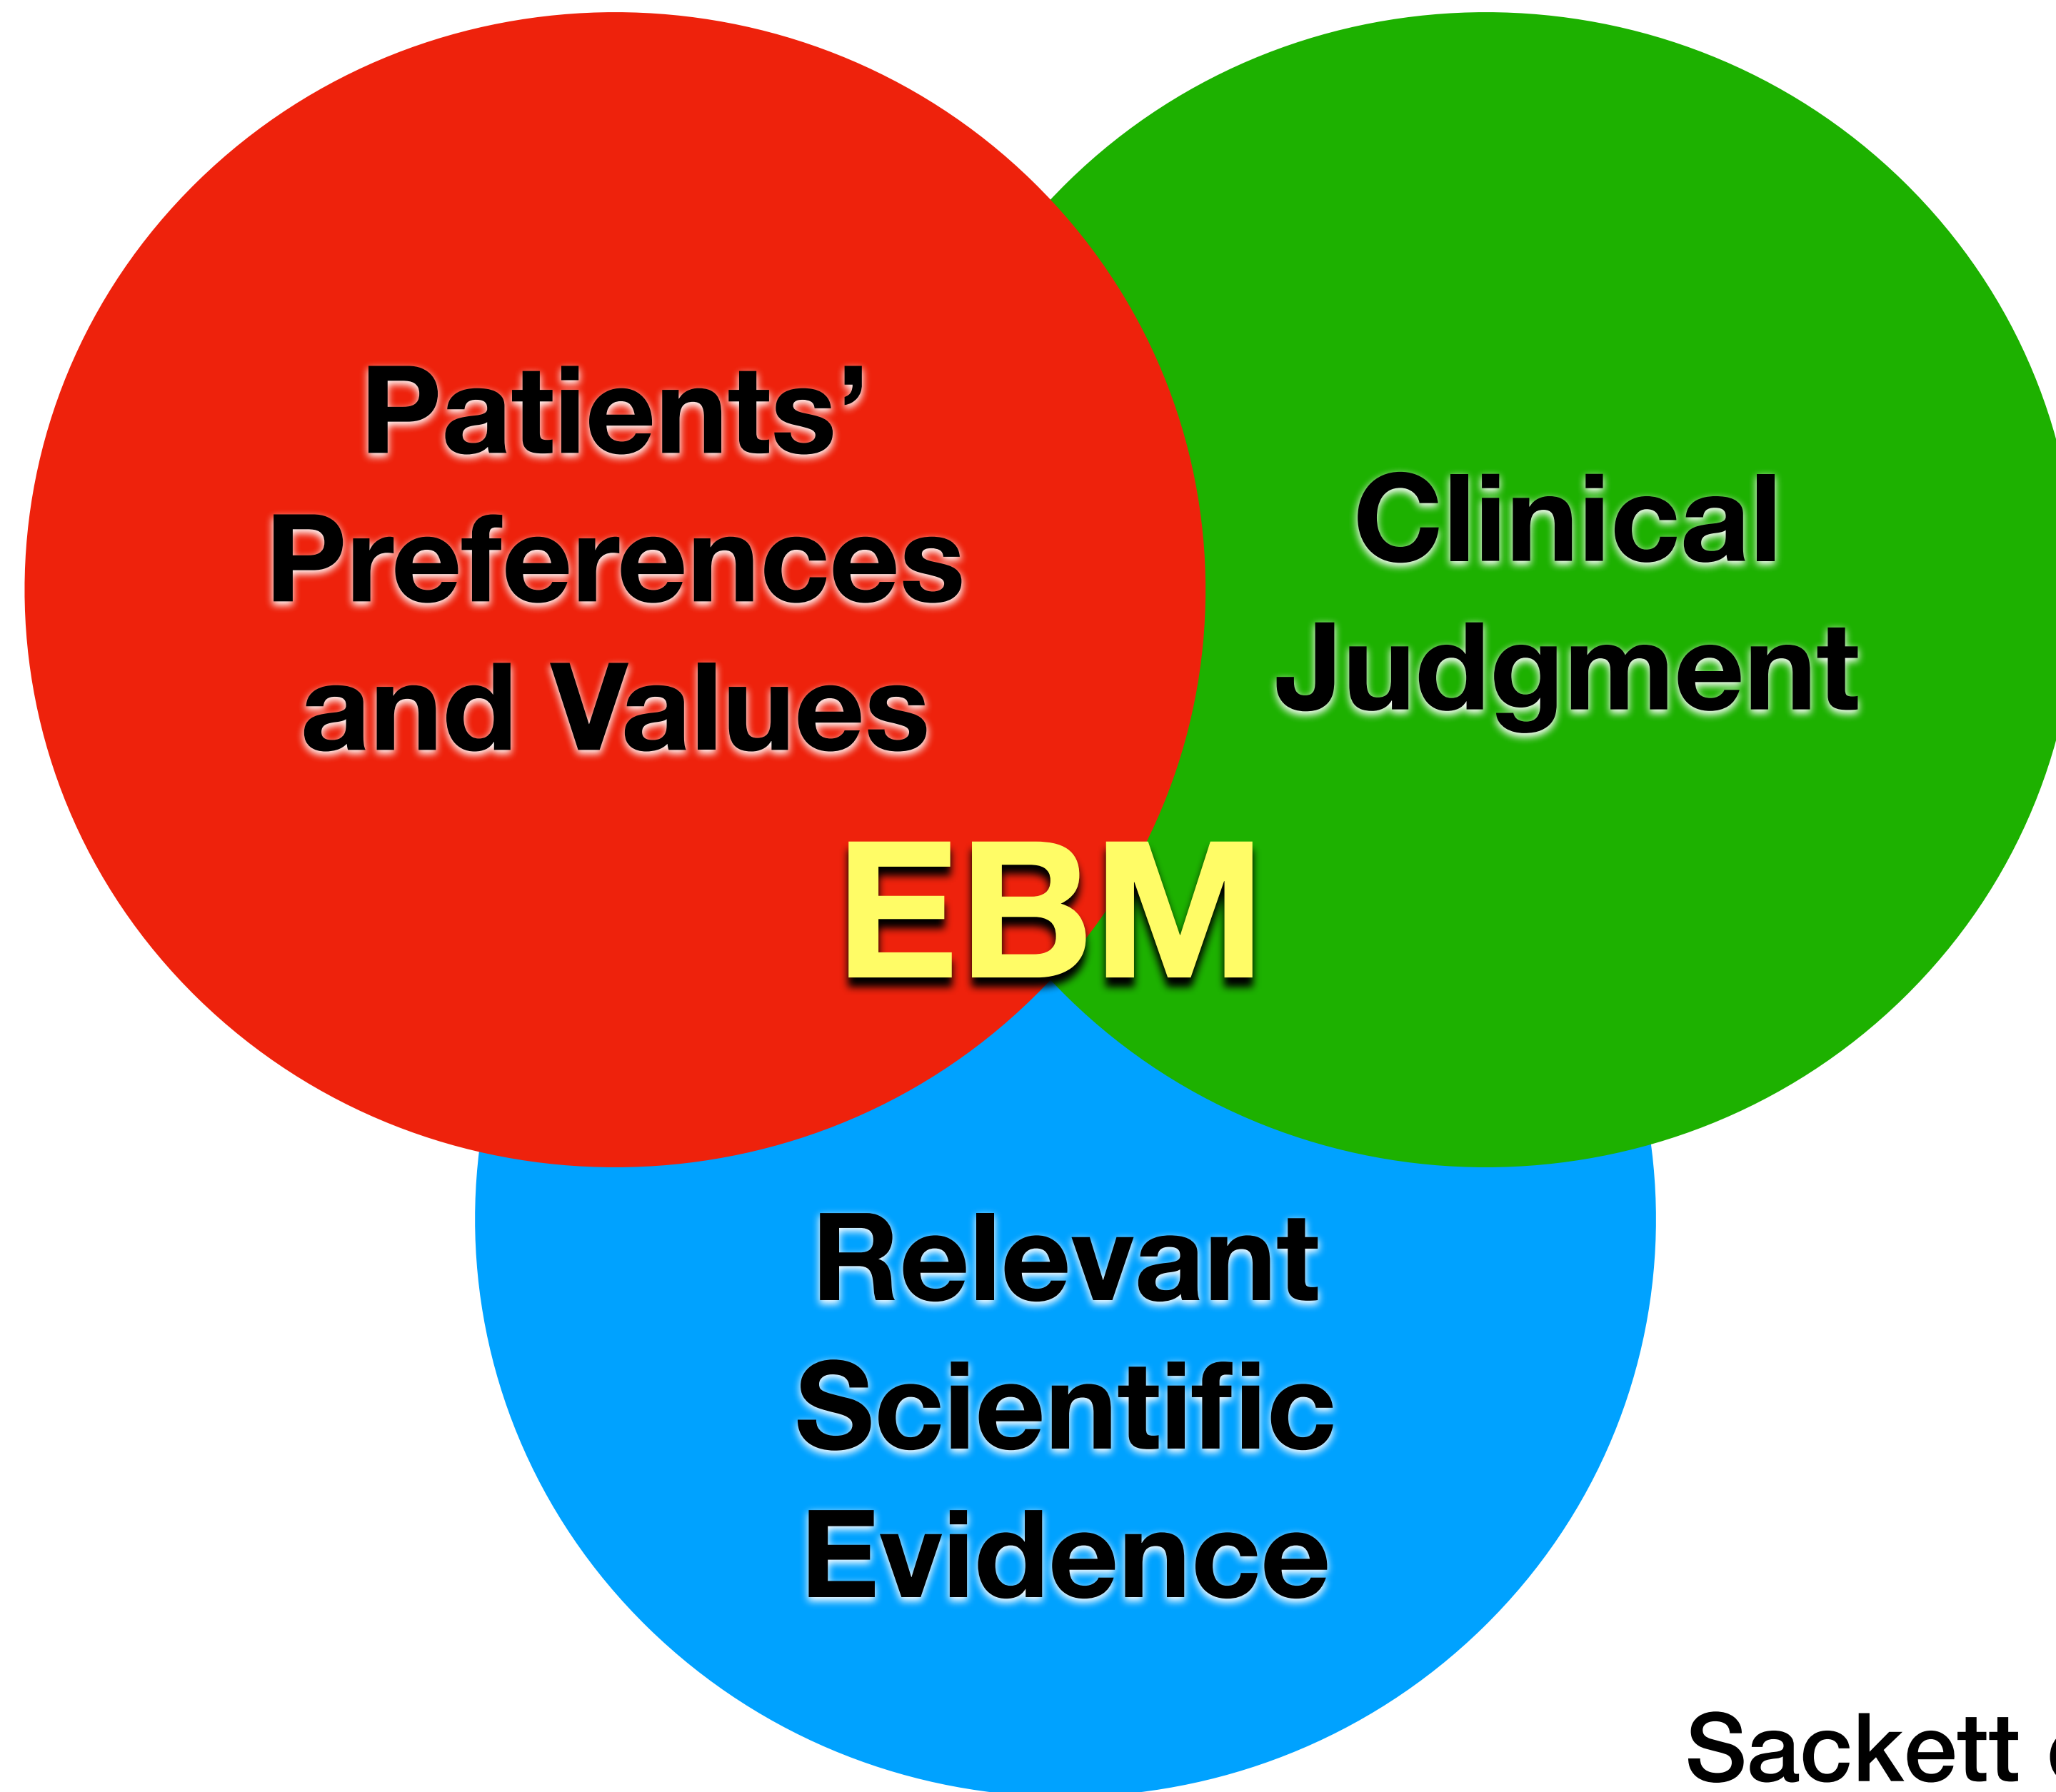 Patients’
Preferences
and Values
Clinical
Judgment
EBM
Relevant
Scientific
Evidence
Sackett